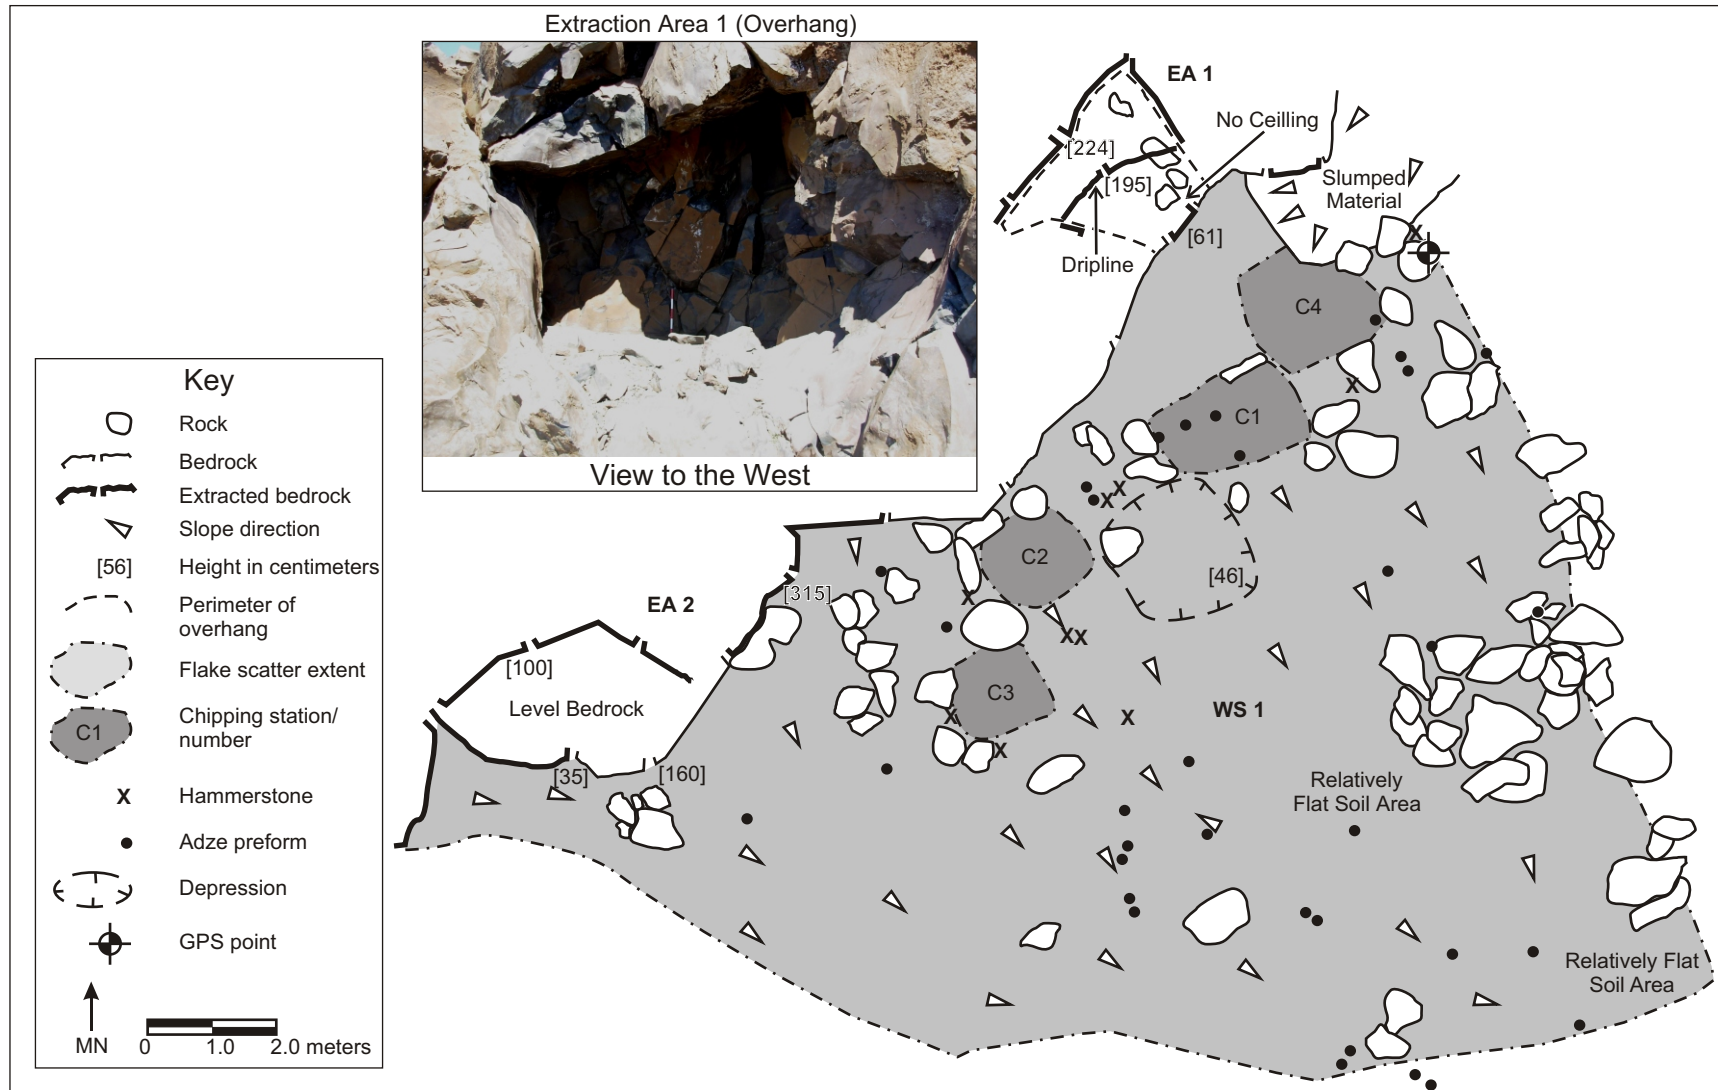 Extraction Area 1 (Overhang)
View to the West
EA 1
No Ceilling
[224]
[195]
Slumped
Material
X
[61]
Dripline
C4
X
C1
X
X
C2
[46]
[315]
X
EA 2
X X
[100]
C3
Level Bedrock
X
X
WS 1
X
[35]
[160]
Relatively
Flat Soil Area
Relatively Flat
Soil Area
Key
Rock
Bedrock
Extracted bedrock
Slope direction
[56] Height in centimeters
Perimeter of
overhang
Flake scatter extent
C1 Chipping station/
number
X Hammerstone
Adze preform
Depression
GPS point
MN
0 1.0 2.0 meters